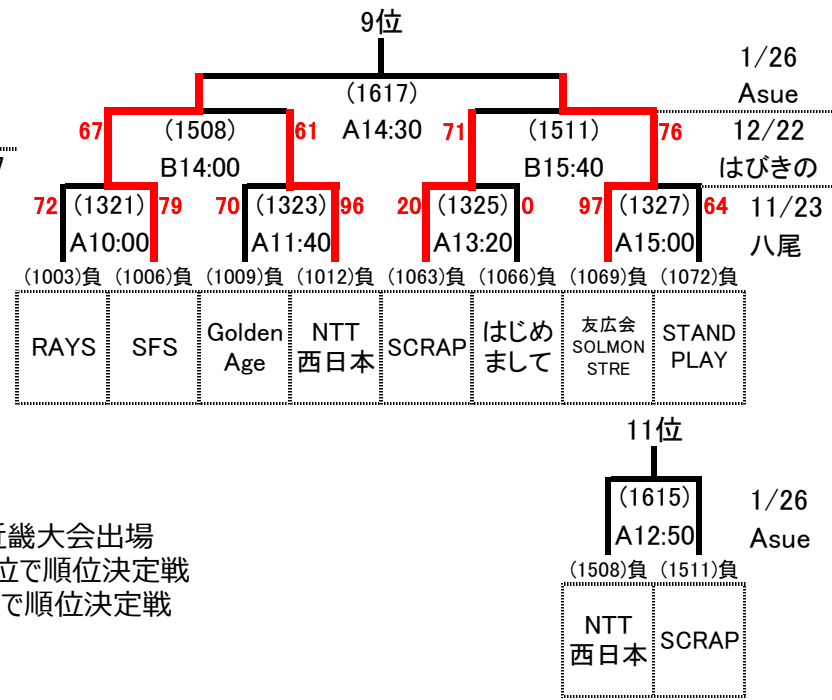 9位
1/26
(1617)
Asue
67
(1508)
61
A14:30
71
(1511)
76
12/22
B14:00
B15:40
はびきの
72
(1321)
79
70
(1323)
96
20
(1325)
0
97
(1327)
64
11/23
A10:00
A11:40
A13:20
A15:00
八尾
(1003)負
(1006)負
(1009)負
(1012)負
(1063)負
(1066)負
(1069)負
(1072)負
RAYS
SFS
Golden
Age
NTT
西日本
SCRAP
はじめ
まして
友広会
SOLMON
STRE
STAND
PLAY
11位
(1615)
1/26
A12:50
Asue
近畿大会出場
位で順位決定戦
で順位決定戦
(1508)負
(1511)負
NTT
西日本
SCRAP